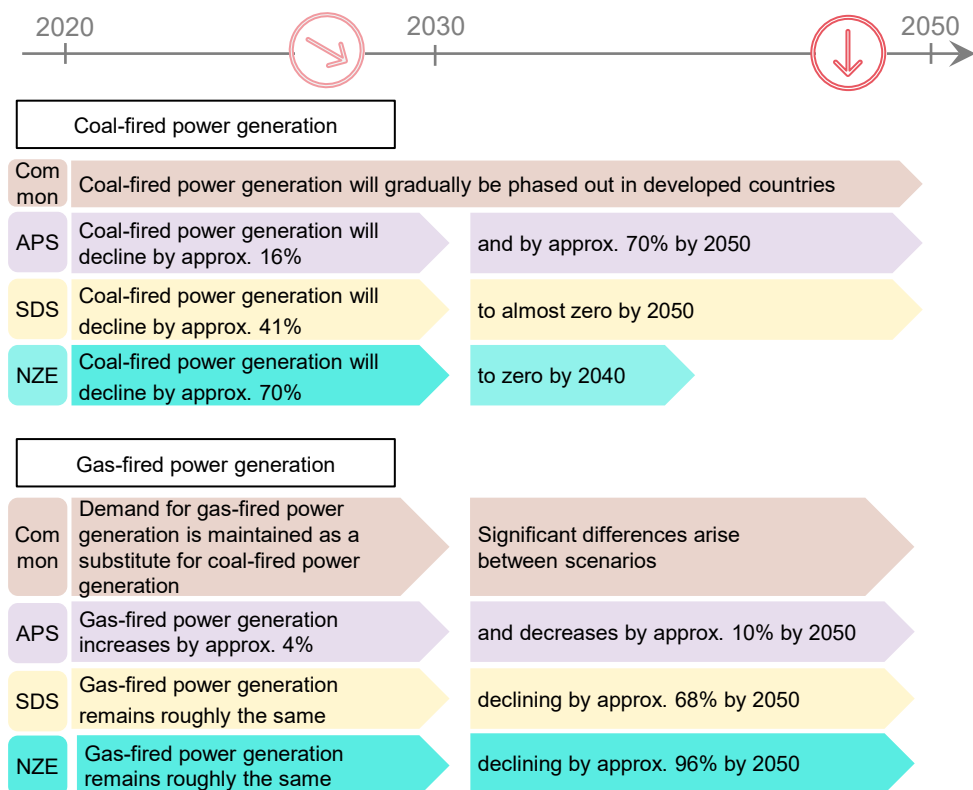 2020
2030
2050
Coal-fired power generation
Com
mon
Coal-fired power generation will gradually be phased out in developed countries
APS
Coal-fired power generation will
decline by approx. 16%
and by approx. 70% by 2050
SDS
Coal-fired power generation will
decline by approx. 41%
to almost zero by 2050
NZE
Coal-fired power generation will
decline by approx. 70%
to zero by 2040
Gas-fired power generation
Com
mon
Demand for gas-fired power
generation is maintained as a
substitute for coal-fired power
generation
Significant differences arise
between scenarios
APS
Gas-fired power generation
increases by approx. 4%
and decreases by approx. 10% by 2050
SDS
Gas-fired power generation
remains roughly the same
declining by approx. 68% by 2050
NZE
Gas-fired power generation
remains roughly the same
declining by approx. 96% by 2050